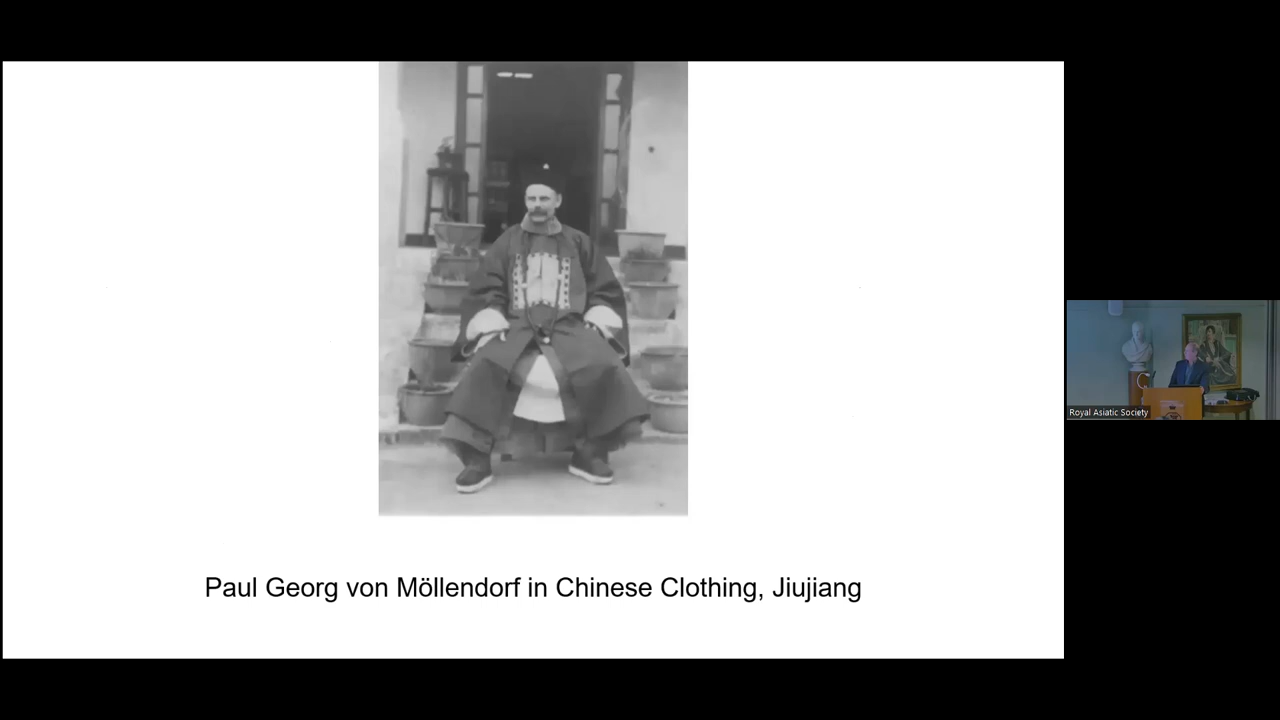 Paul Georg von Möllendorf in Chinese Clothing, Jiujiang
Royal Asiatic Society